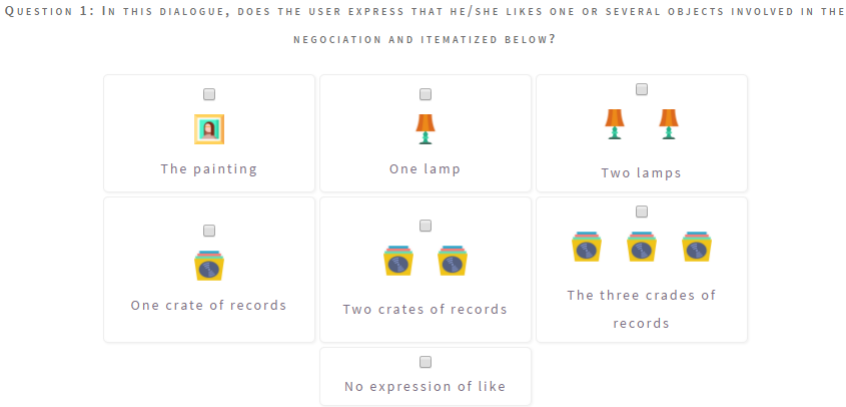 Question 1: In this dialogue, does the user express that he/she likes one or several objects involved in the
negociation and itematized below?
The painting
One lamp
Two lamps
One crate of records
Two crates of records
The three crades of
records
No expression of like